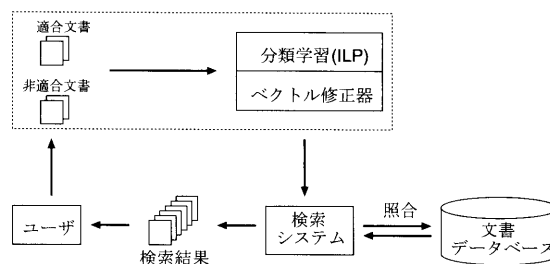 適合文書
非適合文書
分類学習(ILP)
ベクトル修正器
ユーザ
検索結果
検索
システム
照合
文書
データベース